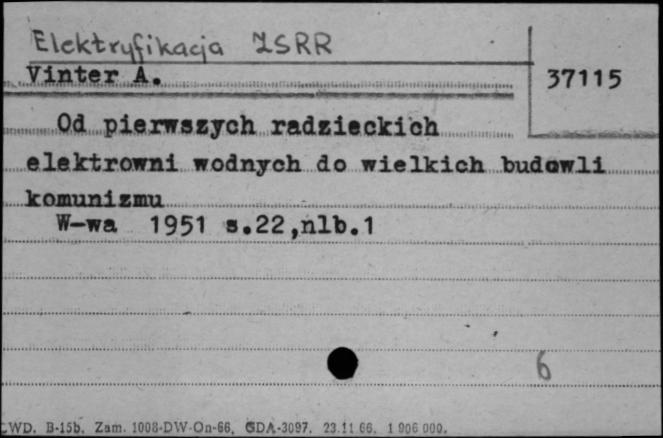 Elektryfikacja ZSRR
Vinter A.
37115
Od pierwszych radzieckich
elektrowni wodnych do wielkich budowli
komunizmu
W-wa 1951 s.22,nlb.1
6
CWD. B-15b. Zam. 1008-DW-On-66, GDA-3097. 23.11.66. 1 906 000.